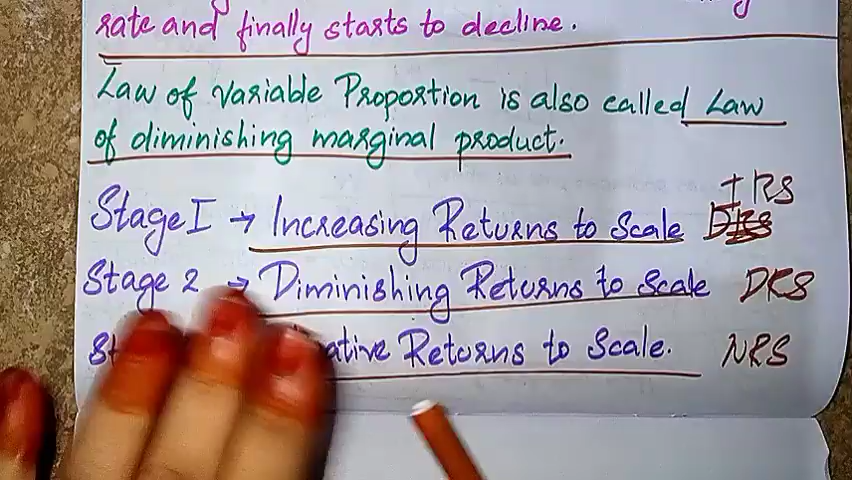 rate and finally starts to decline.
Law of Variable Proportion is also called Law
of diminishing marginal product.
IRS
Stage I → Increasing Returns to Scale
Stage 2 → Diminishing Returns to Scale DRS
Returns to Scale. NRS